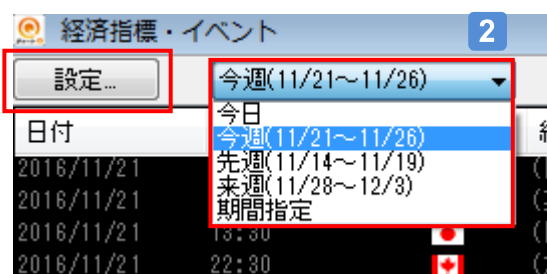 経済指標・イベント
2
設定...
今週(11/21～11/26)
今日
今週(11/21～11/26)
先週(11/14～11/19)
来週(11/28～12/3)
期間指定
日付
2016/11/21
2016/11/21
2016/11/21 13:30
2016/11/21 22:30